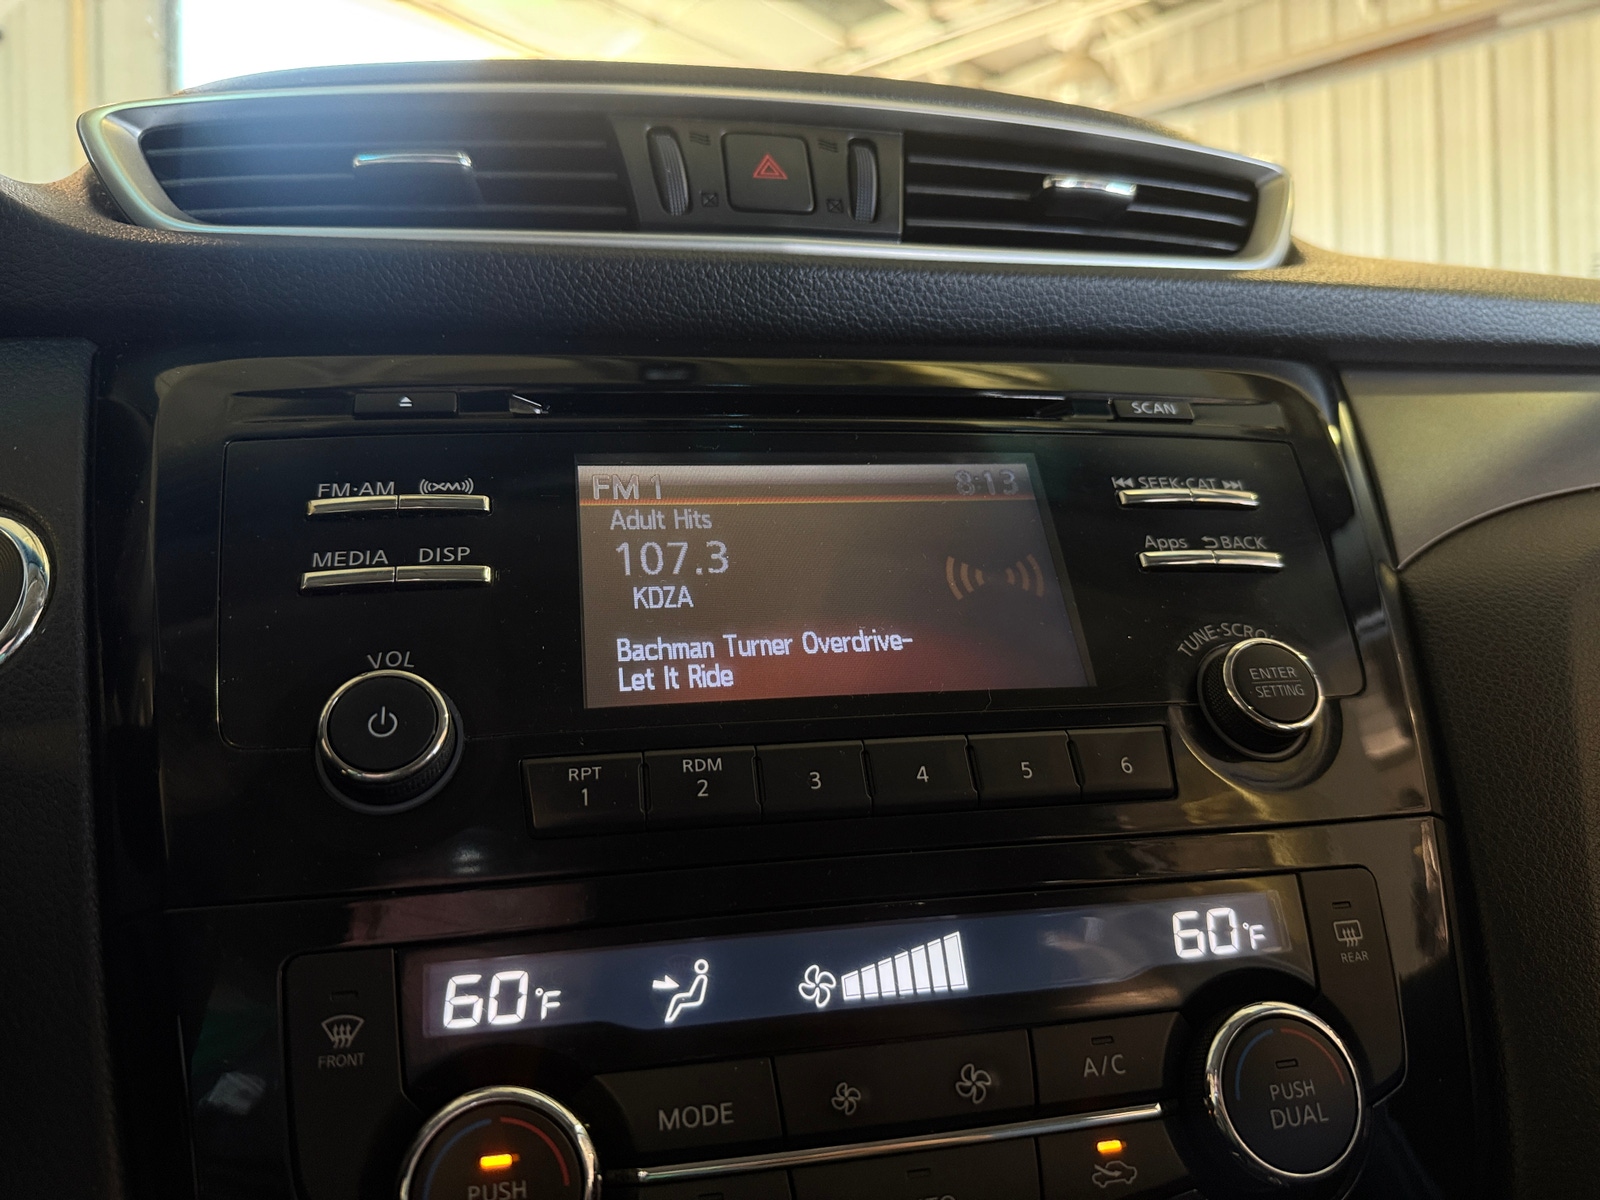 SCAN
FM·AM
((XM))
SEEK·CAT
MEDIA
DISP
Apps
BACK
FM 1
8:13
Adult Hits
107.3
KDZA
Bachman Turner Overdrive-
Let It Ride
VOL
ENTER
SETTING
RPT
1
RDM
2
3
4
5
6
60°F
60°F
FRONT
REAR
MODE
A/C
PUSH
PUSH
DUAL